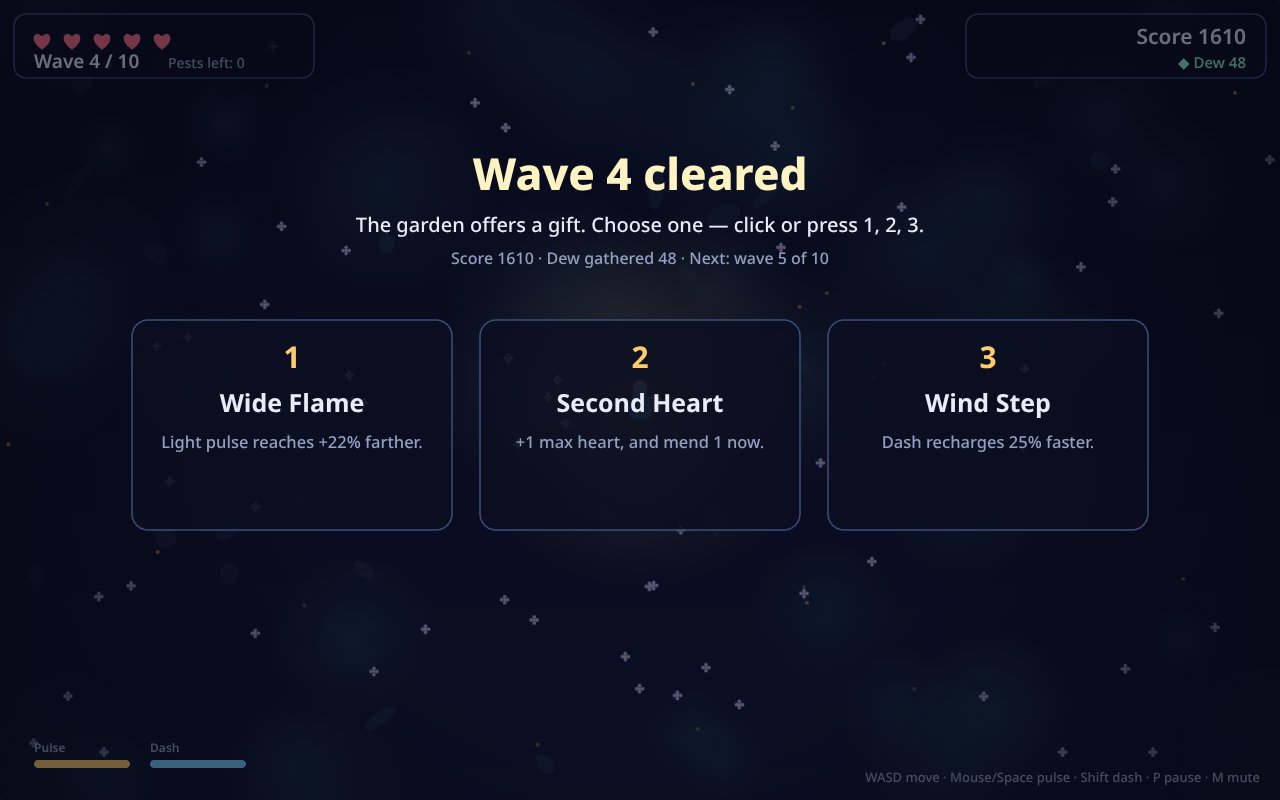 Wave 4 / 10 Pests left: 0
Score 1610
◆ Dew 48
Wave 4 cleared
The garden offers a gift. Choose one — click or press 1, 2, 3.
Score 1610 · Dew gathered 48 · Next: wave 5 of 10
1
Wide Flame
Light pulse reaches +22% farther.
2
Second Heart
+1 max heart, and mend 1 now.
3
Wind Step
Dash recharges 25% faster.
Pulse
Dash
WASD move · Mouse/Space pulse · Shift dash · P pause · M mute